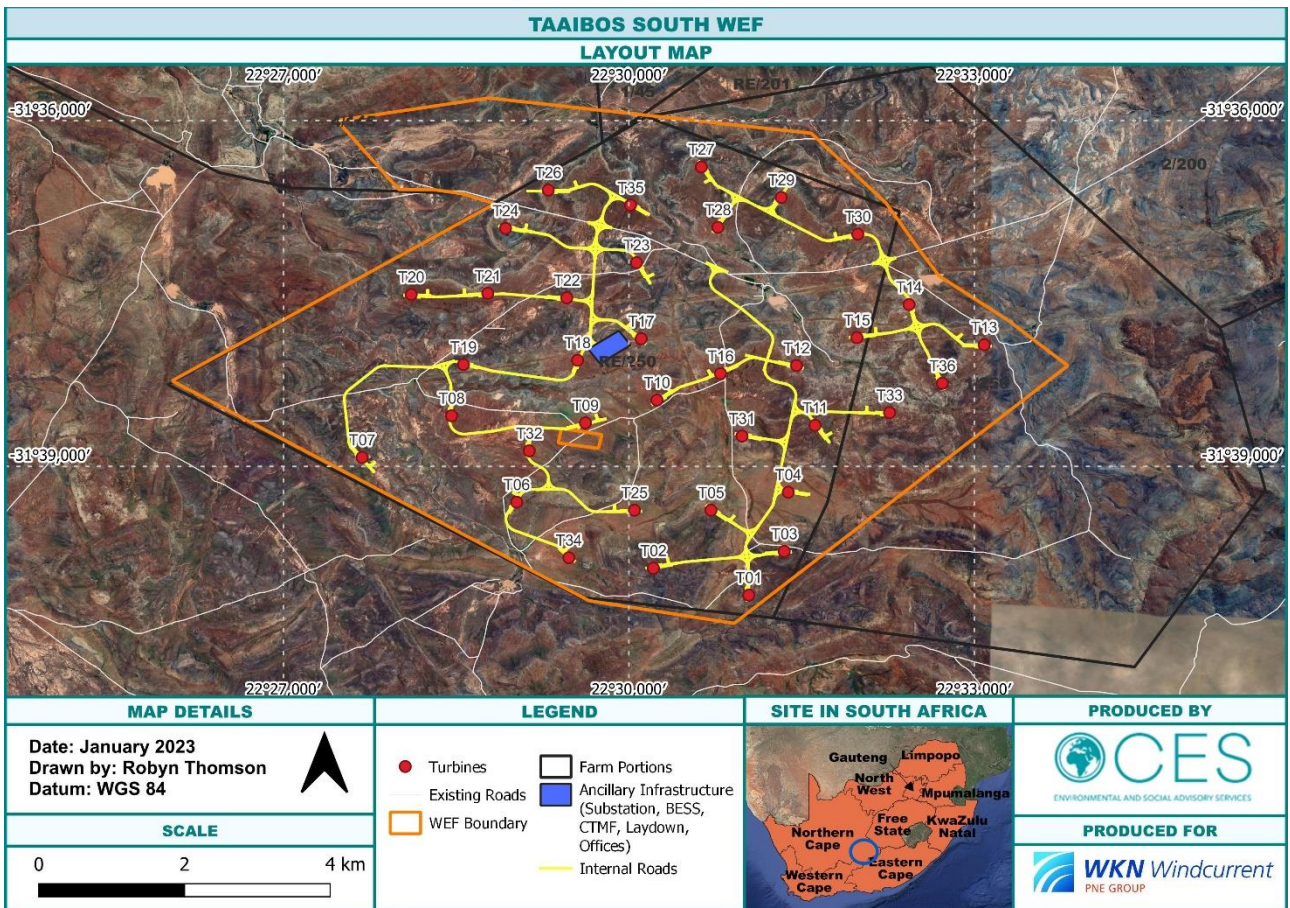 TAAIBOS SOUTH WEF
LAYOUT MAP
22°27,000'
22°30,000'
22°33,000'
1/45
RE/201
-31°36,000'
-31°36,000'
2/200
T27
T26
T29
T35
T24
T28
T30
T23
T20
T21
T22
T14
T17
T15
T13
T18
RE/250
T19
T12
T16
T36
T10
T08
T09
T11
T33
T31
T32
T07
-31°39,000'
-31°39,000'
T04
T06
T25
T05
T03
T34
T02
T01
22°27,000'
22°30,000'
22°33,000'
MAP DETAILS
Date: January 2023
Drawn by: Robyn Thomson
Datum: WGS 84
SCALE
0 2 4 km
LEGEND
Turbines
Existing Roads
WEF Boundary
Farm Portions
Ancillary Infrastructure
(Substation, BESS,
CTMF, Laydown,
Offices)
Internal Roads
SITE IN SOUTH AFRICA
Gauteng
Limpopo
North
West
Mpumalanga
Free
State
KwaZulu
Natal
Northern
Cape
Eastern
Cape
Western
Cape
PRODUCED BY
CES
ENVIRONMENTAL AND SOCIAL ADVISORY SERVICES
PRODUCED FOR
WKN Windcurrent
PNE GROUP